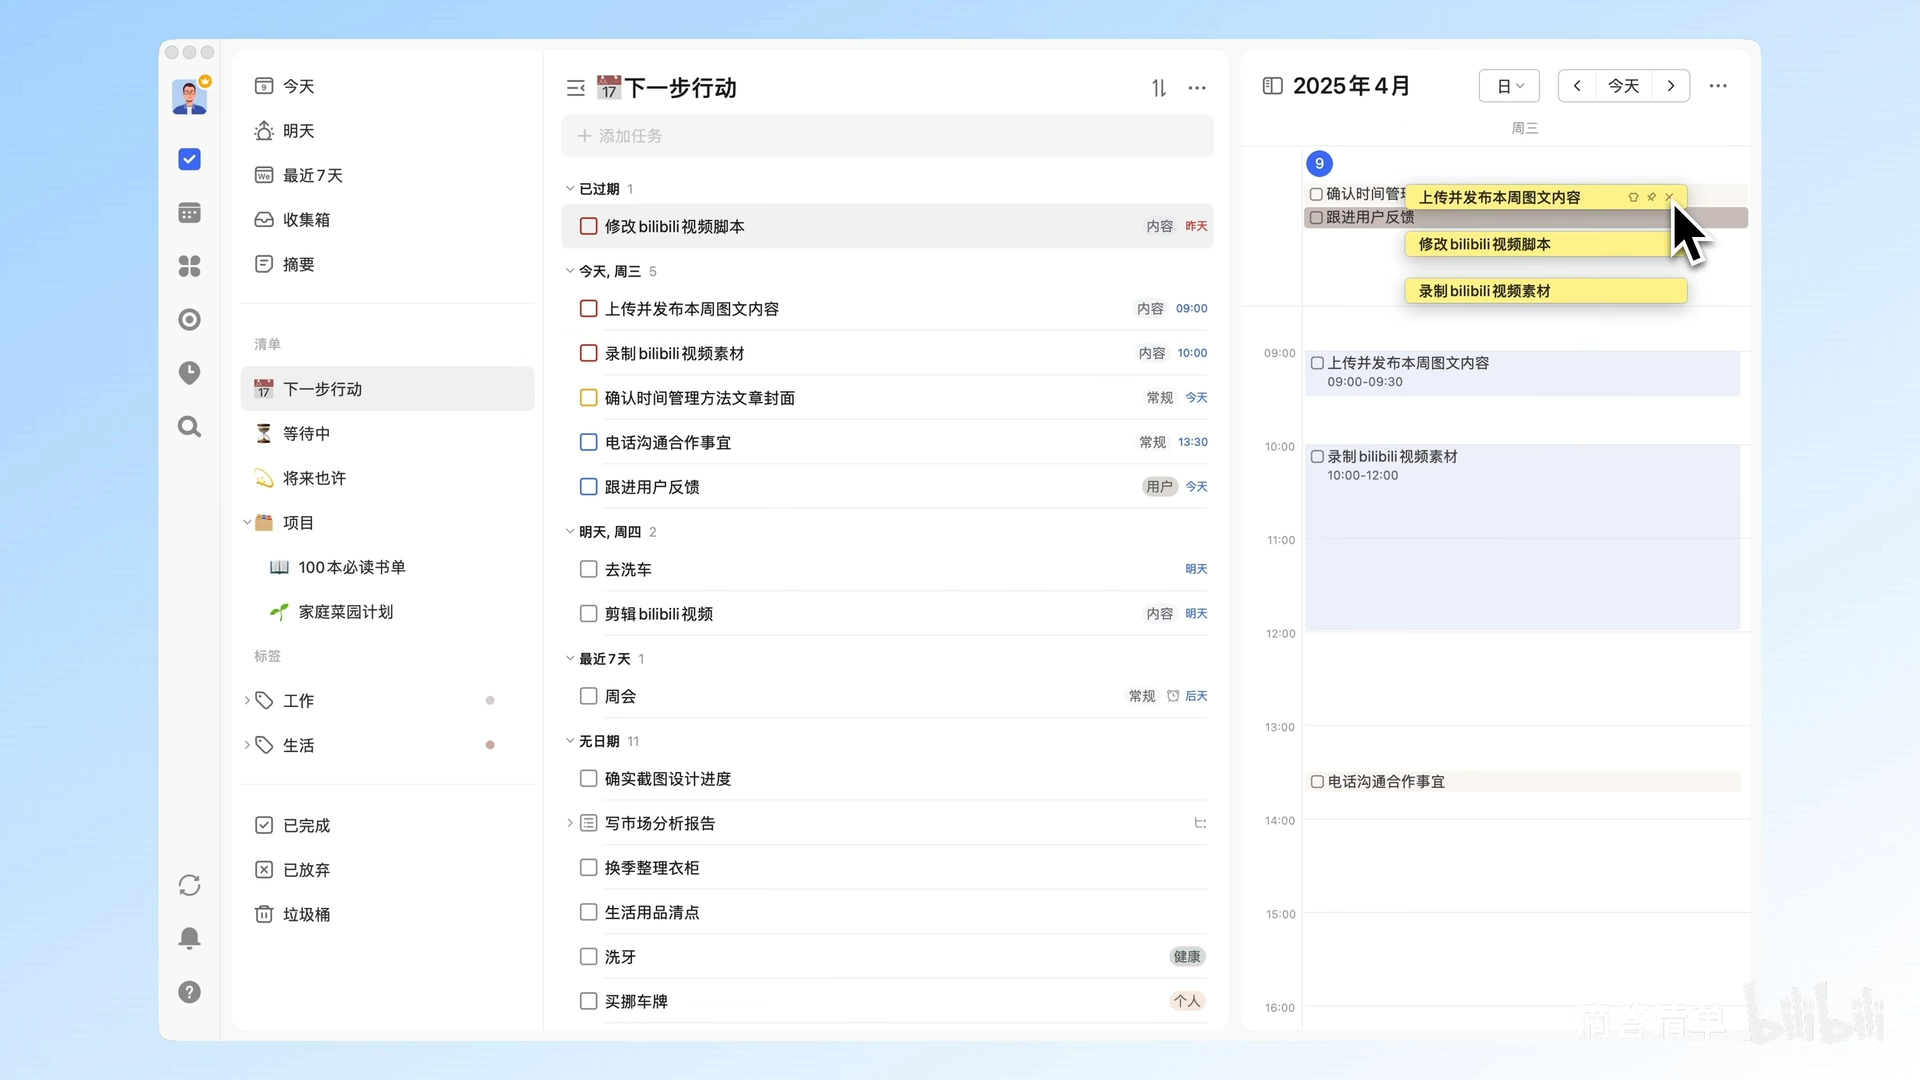 今天
明天
最近7天
收集箱
摘要
清单
下一步行动
等待中
将来也许
项目
100本必读书单
家庭菜园计划
标签
工作
生活
已完成
已放弃
垃圾桶
下一步行动
添加任务
已过期 1
修改bilibili视频脚本 内容 昨天
今天, 周三 5
上传并发布本周图文内容 内容 09:00
录制bilibili视频素材 内容 10:00
确认时间管理方法文章封面 常规 今天
电话沟通合作事宜 常规 13:30
跟进用户反馈 用户 今天
明天, 周四 2
去洗车 明天
剪辑bilibili视频 内容 明天
最近7天 1
周会 常规 后天
无日期 11
确实截图设计进度
写市场分析报告
换季整理衣柜
生活用品清点
洗牙 健康
买挪车牌 个人
2025年4月 日 今天
周三
9
确认时间管
上传并发布本周图文内容
跟进用户反馈
修改bilibili视频脚本
录制bilibili视频素材
09:00
上传并发布本周图文内容
09:00-09:30
10:00
录制bilibili视频素材
10:00-12:00
11:00
12:00
13:00
电话沟通合作事宜
14:00
15:00
16:00
滴答清单 bilibili